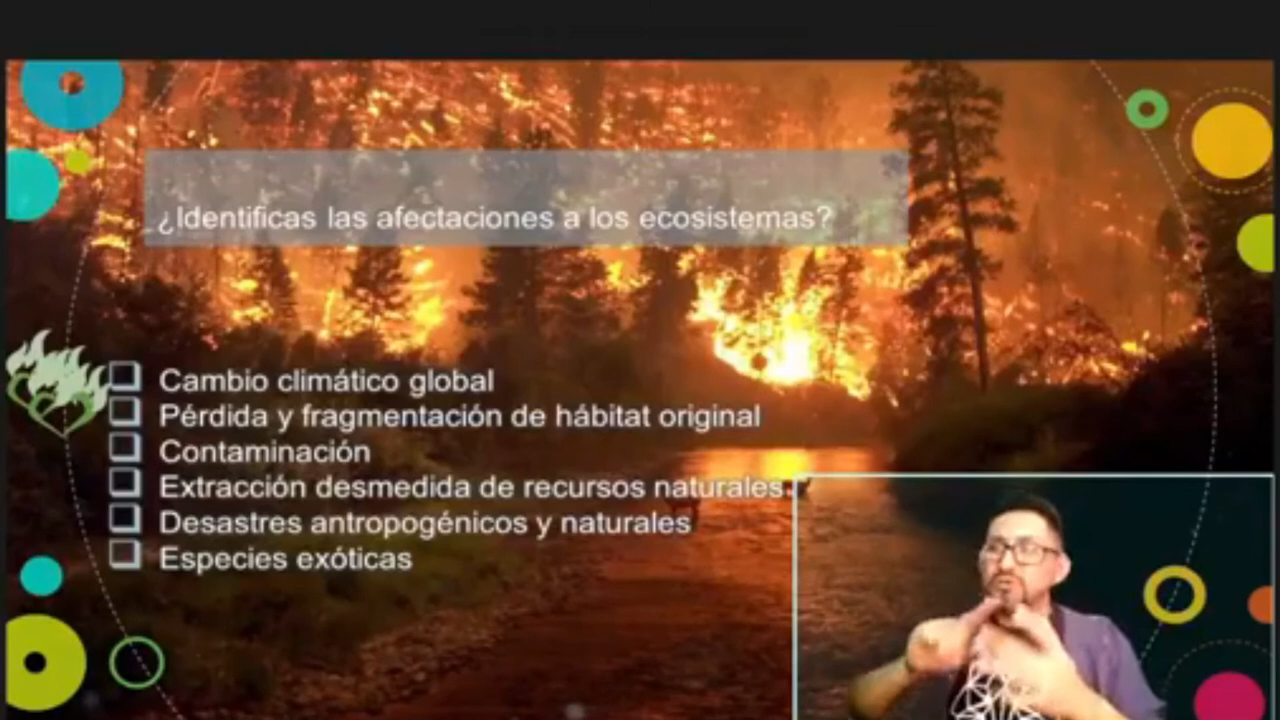 ¿Identificas las afectaciones a los ecosistemas?
Cambio climático global
Pérdida y fragmentación de hábitat original
Contaminación
Extracción desmedida de recursos naturales
Desastres antropogénicos y naturales
Especies exóticas